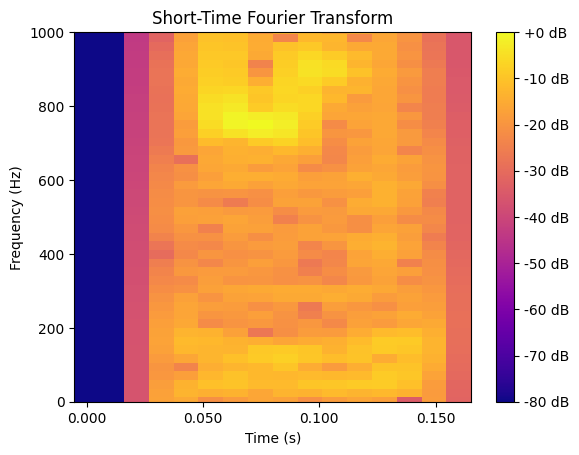 Short-Time Fourier Transform
1000
800
600
400
200
0
Frequency (Hz)
0.000
0.050
0.100
0.150
Time (s)
+0 dB
-10 dB
-20 dB
-30 dB
-40 dB
-50 dB
-60 dB
-70 dB
-80 dB